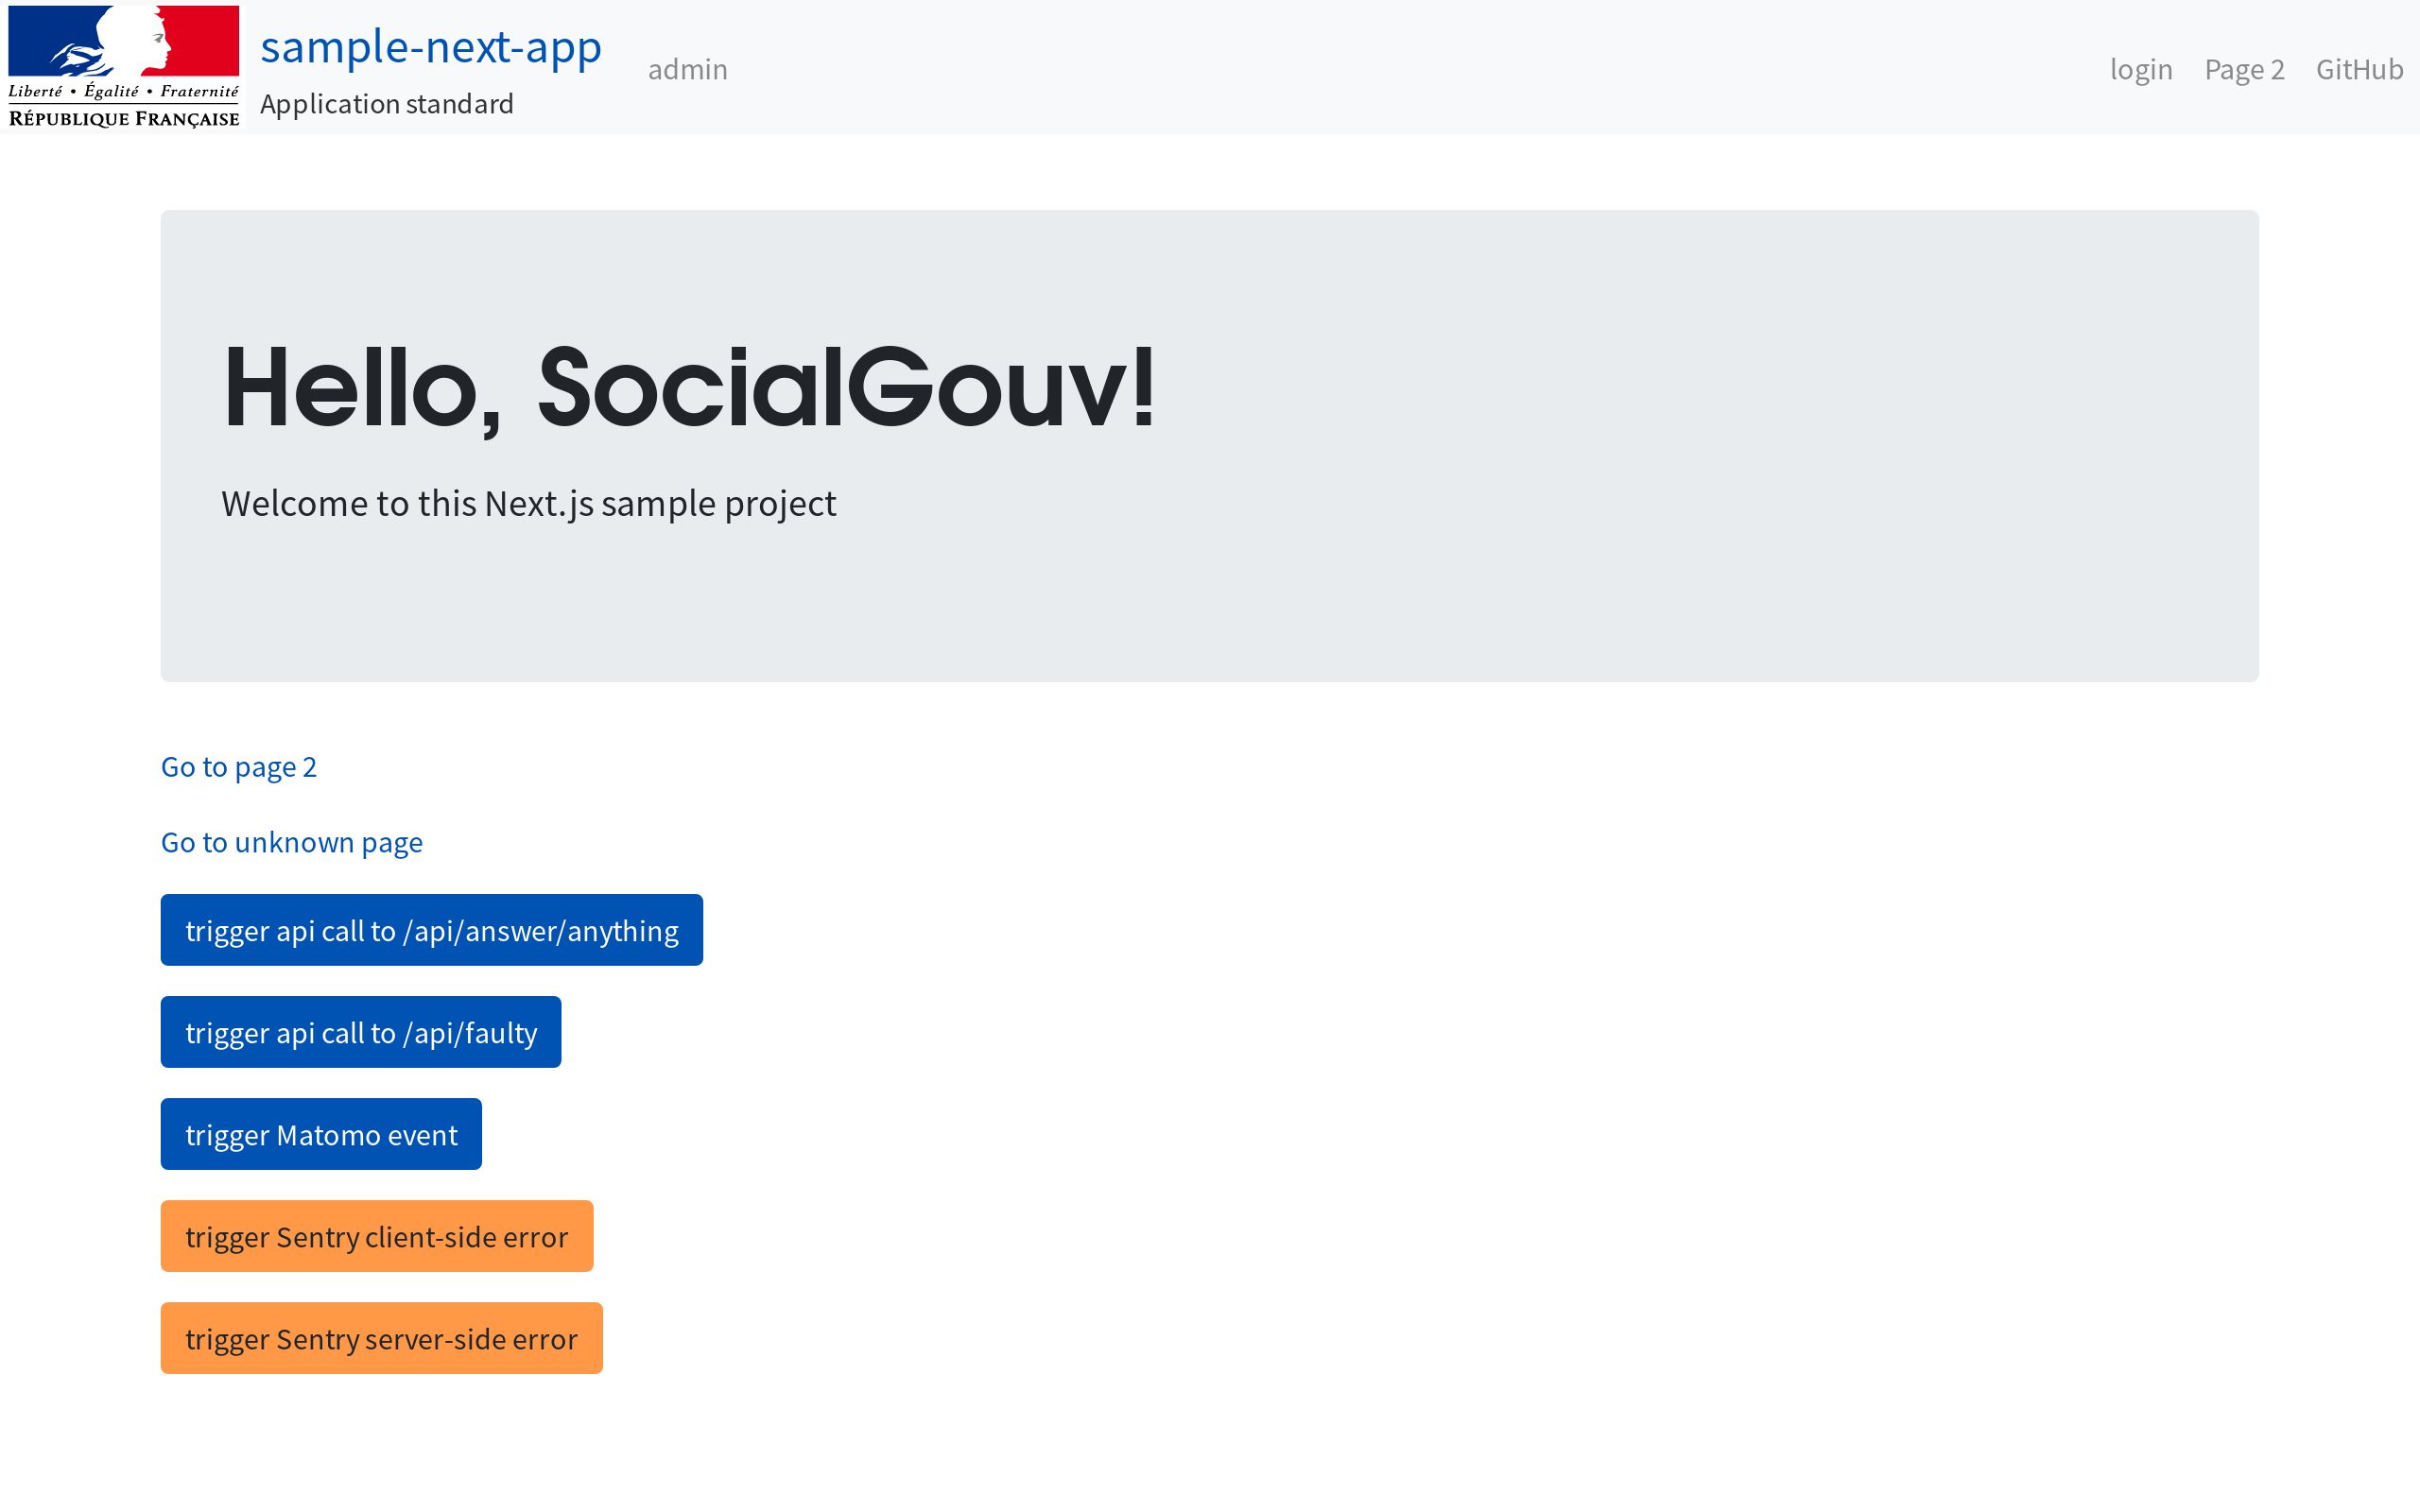 Liberté • Égalité • Fraternité
RÉPUBLIQUE FRANÇAISE
sample-next-app
Application standard
admin
login
Page 2
GitHub
Hello, SocialGouv!
Welcome to this Next.js sample project
Go to page 2
Go to unknown page
trigger api call to /api/answer/anything
trigger api call to /api/faulty
trigger Matomo event
trigger Sentry client-side error
trigger Sentry server-side error